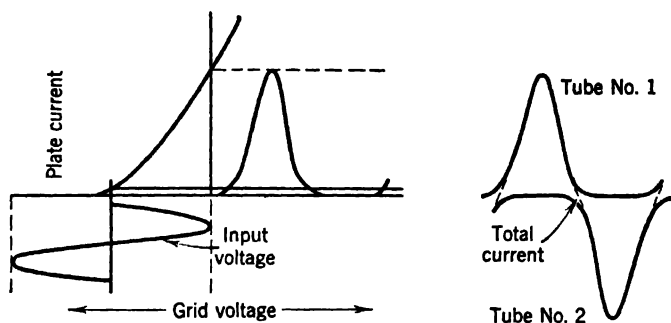 Plate current
Input
voltage
Grid voltage
Tube No. 1
Total
current
Tube No. 2